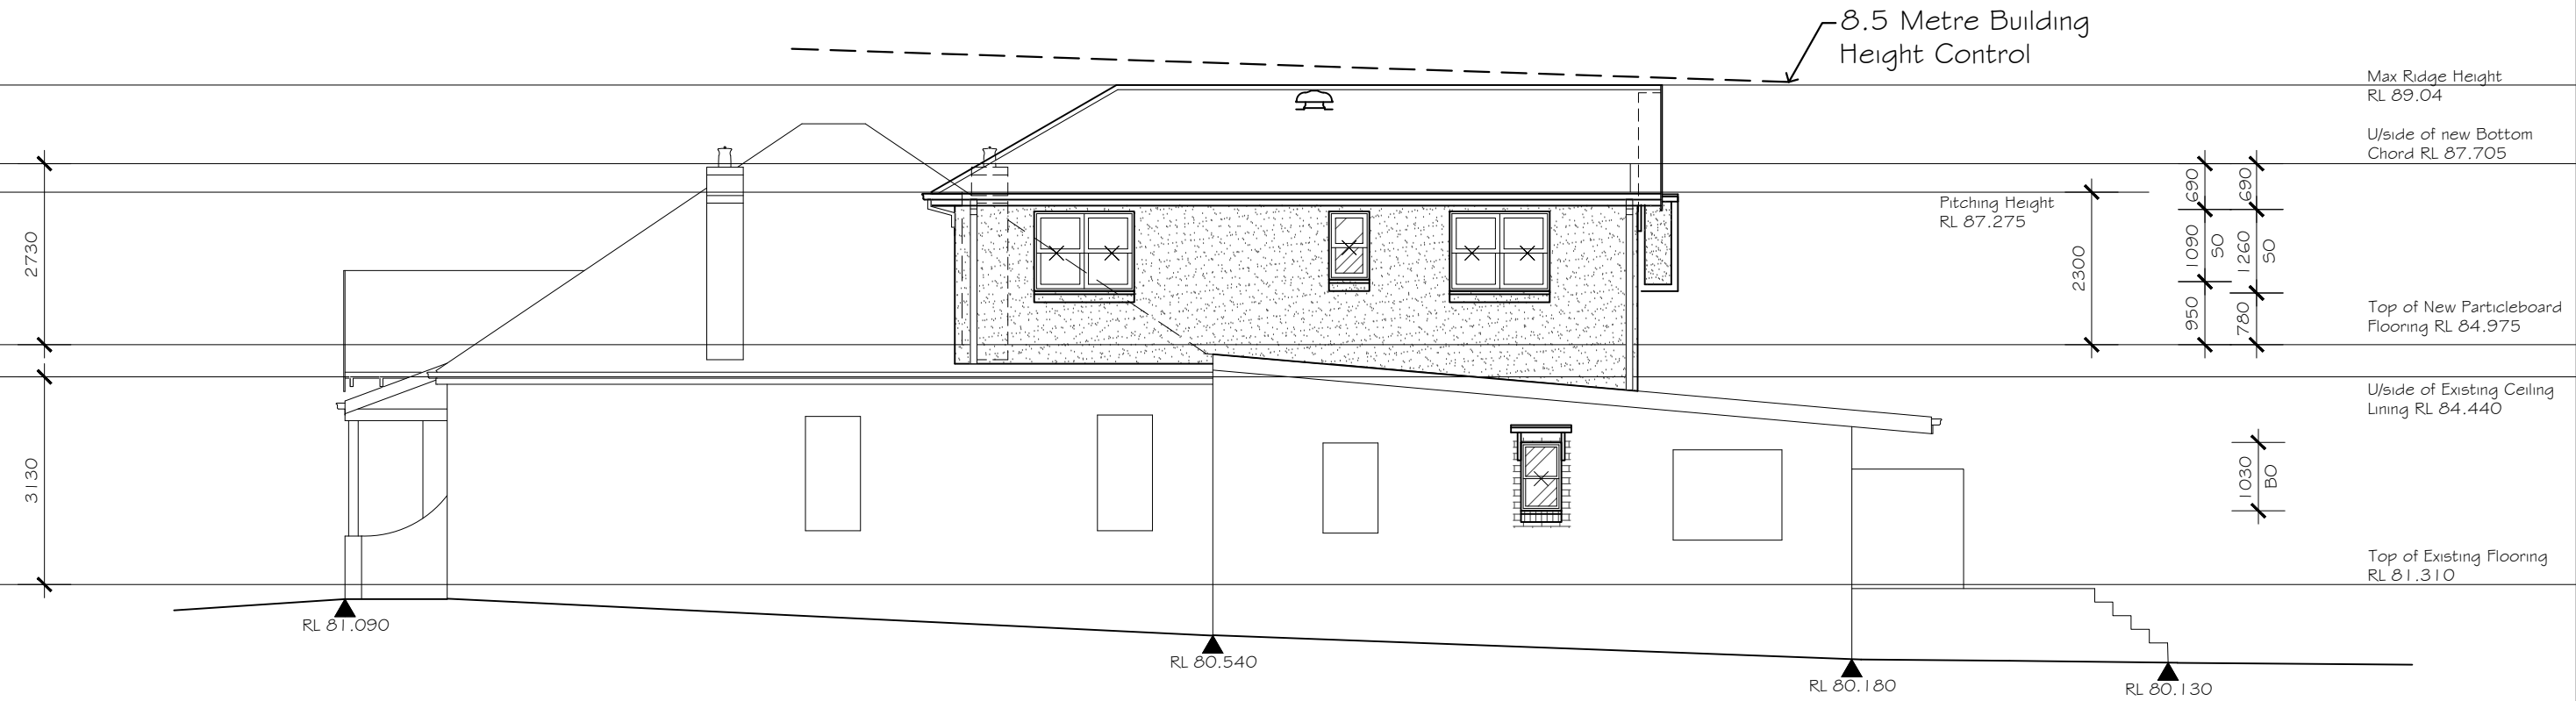 8.5 Metre Building
Height Control
Max Ridge Height
RL 89.04
U/side of new Bottom
Chord RL 87.705
Pitching Height
RL 87.275
690
690
1090
SO
1260
SO
950
780
2300
2730
Top of New Particleboard
Flooring RL 84.975
U/side of Existing Ceiling
Lining RL 84.440
3130
1030
BO
Top of Existing Flooring
RL 81.310
RL 81.090
RL 80.540
RL 80.180
RL 80.130